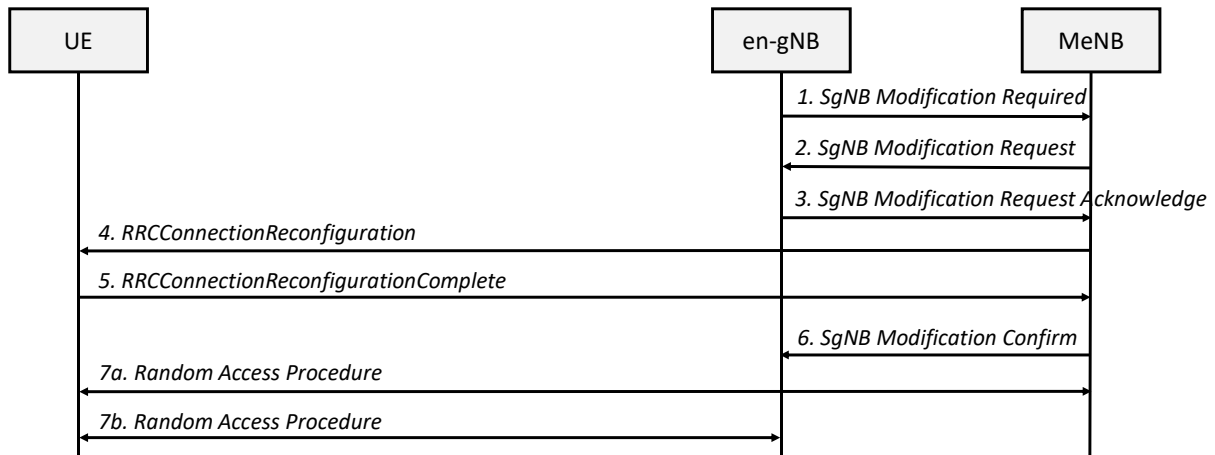 UE
en-gNB
MeNB
1. SgNB Modification Required
2. SgNB Modification Request
3. SgNB Modification Request Acknowledge
4. RRCConnectionReconfiguration
5. RRCConnectionReconfigurationComplete
6. SgNB Modification Confirm
7a. Random Access Procedure
7b. Random Access Procedure